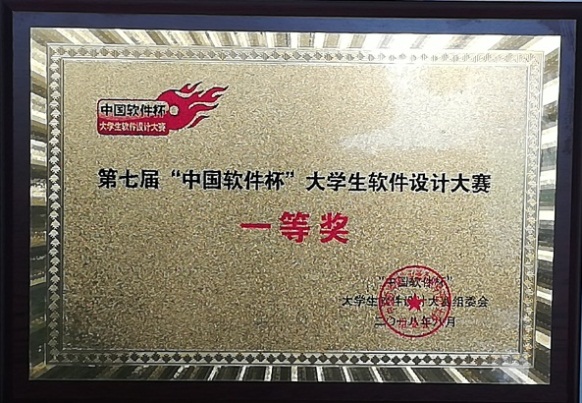 中国软件杯
大学生软件设计大赛
第七届“中国软件杯”大学生软件设计大赛
一等奖
“中国软件杯”
大学生软件设计大赛组委会
二〇一八年八月